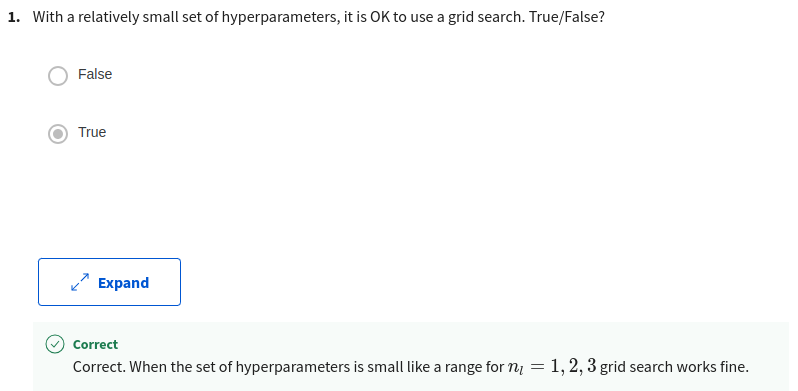 1. With a relatively small set of hyperparameters, it is OK to use a grid search. True/False?
False
True
Expand
Correct
Correct. When the set of hyperparameters is small like a range for n_l = 1, 2, 3 grid search works fine.